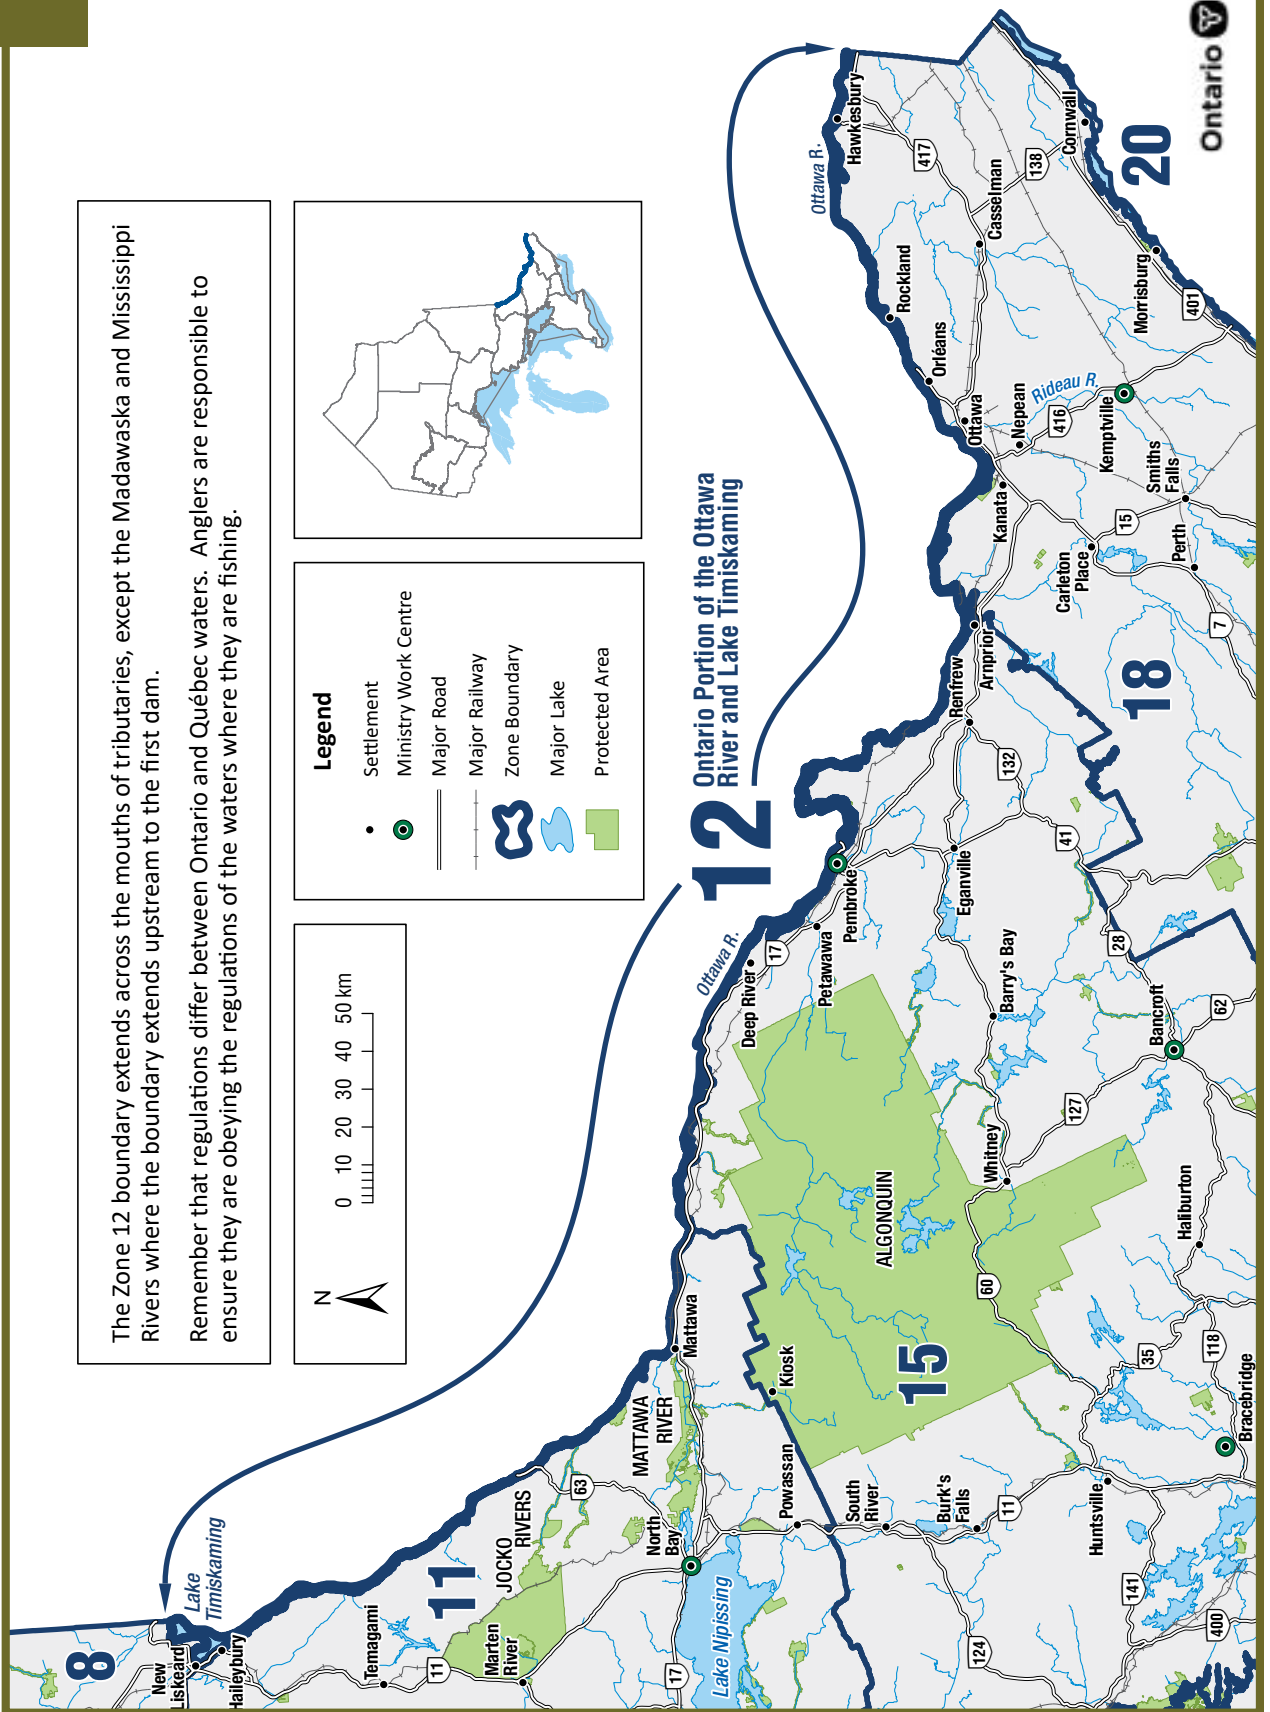 The Zone 12 boundary extends across the mouths of tributaries, except the Madawaska and Mississippi
Rivers where the boundary extends upstream to the first dam.
Remember that regulations differ between Ontario and Québec waters.  Anglers are responsible to
ensure they are obeying the regulations of the waters where they are fishing.
N
0 10 20 30 40 50 km
Legend
Settlement
Ministry Work Centre
Major Road
Major Railway
Zone Boundary
Major Lake
Protected Area
12
Ontario Portion of the Ottawa
River and Lake Timiskaming
8
New
Liskeard
Haileybury
Lake
Timiskaming
Temagami
11
11
Marten
River
JOCKO
RIVERS
63
MATTAWA
RIVER
North
Bay
17
Lake Nipissing
Mattawa
Kiosk
Powassan
South
River
Burk's
Falls
11
124
Huntsville
141
400
Bracebridge
118
35
Haliburton
15
ALGONQUIN
60
Whitney
127
Barry's Bay
Bancroft
62
28
Ottawa R.
Deep River
17
Petawawa
Pembroke
Eganville
41
132
Renfrew
Arnprior
18
7
Perth
Carleton
Place
15
Smiths
Falls
Kanata
Nepean
Ottawa
416
Rideau R.
Kemptville
Orléans
Rockland
Ottawa R.
Hawkesbury
417
Casselman
138
Cornwall
Morrisburg
401
20
Ontario